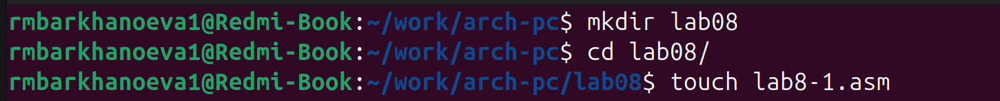 rmbarkhanoeva1@Redmi-Book:~/work/arch-pc$ mkdir lab08
rmbarkhanoeva1@Redmi-Book:~/work/arch-pc$ cd lab08/
rmbarkhanoeva1@Redmi-Book:~/work/arch-pc/lab08$ touch lab8-1.asm